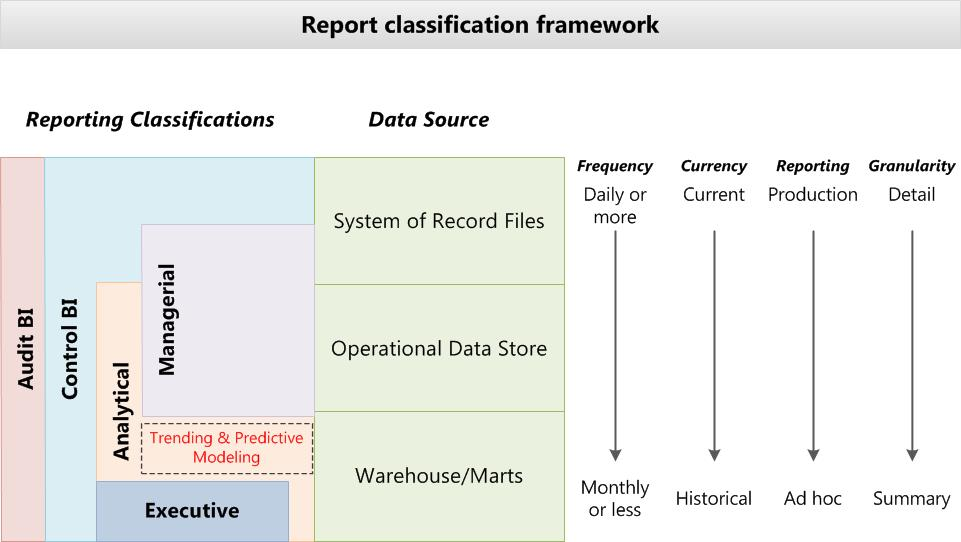 Report classification framework
Reporting Classifications
Data Source
Audit BI
Control BI
Analytical
Managerial
Trending & Predictive
Modeling
Executive
System of Record Files
Operational Data Store
Warehouse/Marts
Frequency
Daily or
more
Monthly
or less
Currency
Current
Historical
Reporting
Production
Ad hoc
Granularity
Detail
Summary